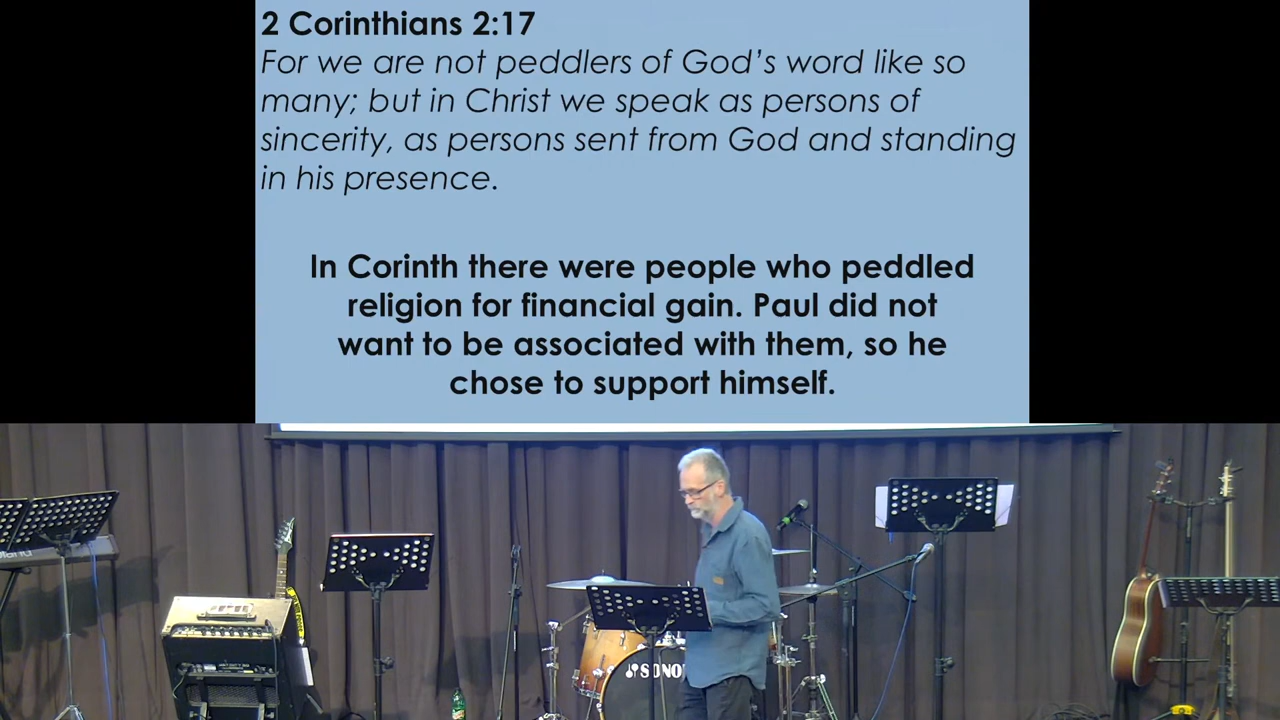 2 Corinthians 2:17
For we are not peddlers of God's word like so
many; but in Christ we speak as persons of
sincerity, as persons sent from God and standing
in his presence.
In Corinth there were people who peddled
religion for financial gain. Paul did not
want to be associated with them, so he
chose to support himself.
SONO